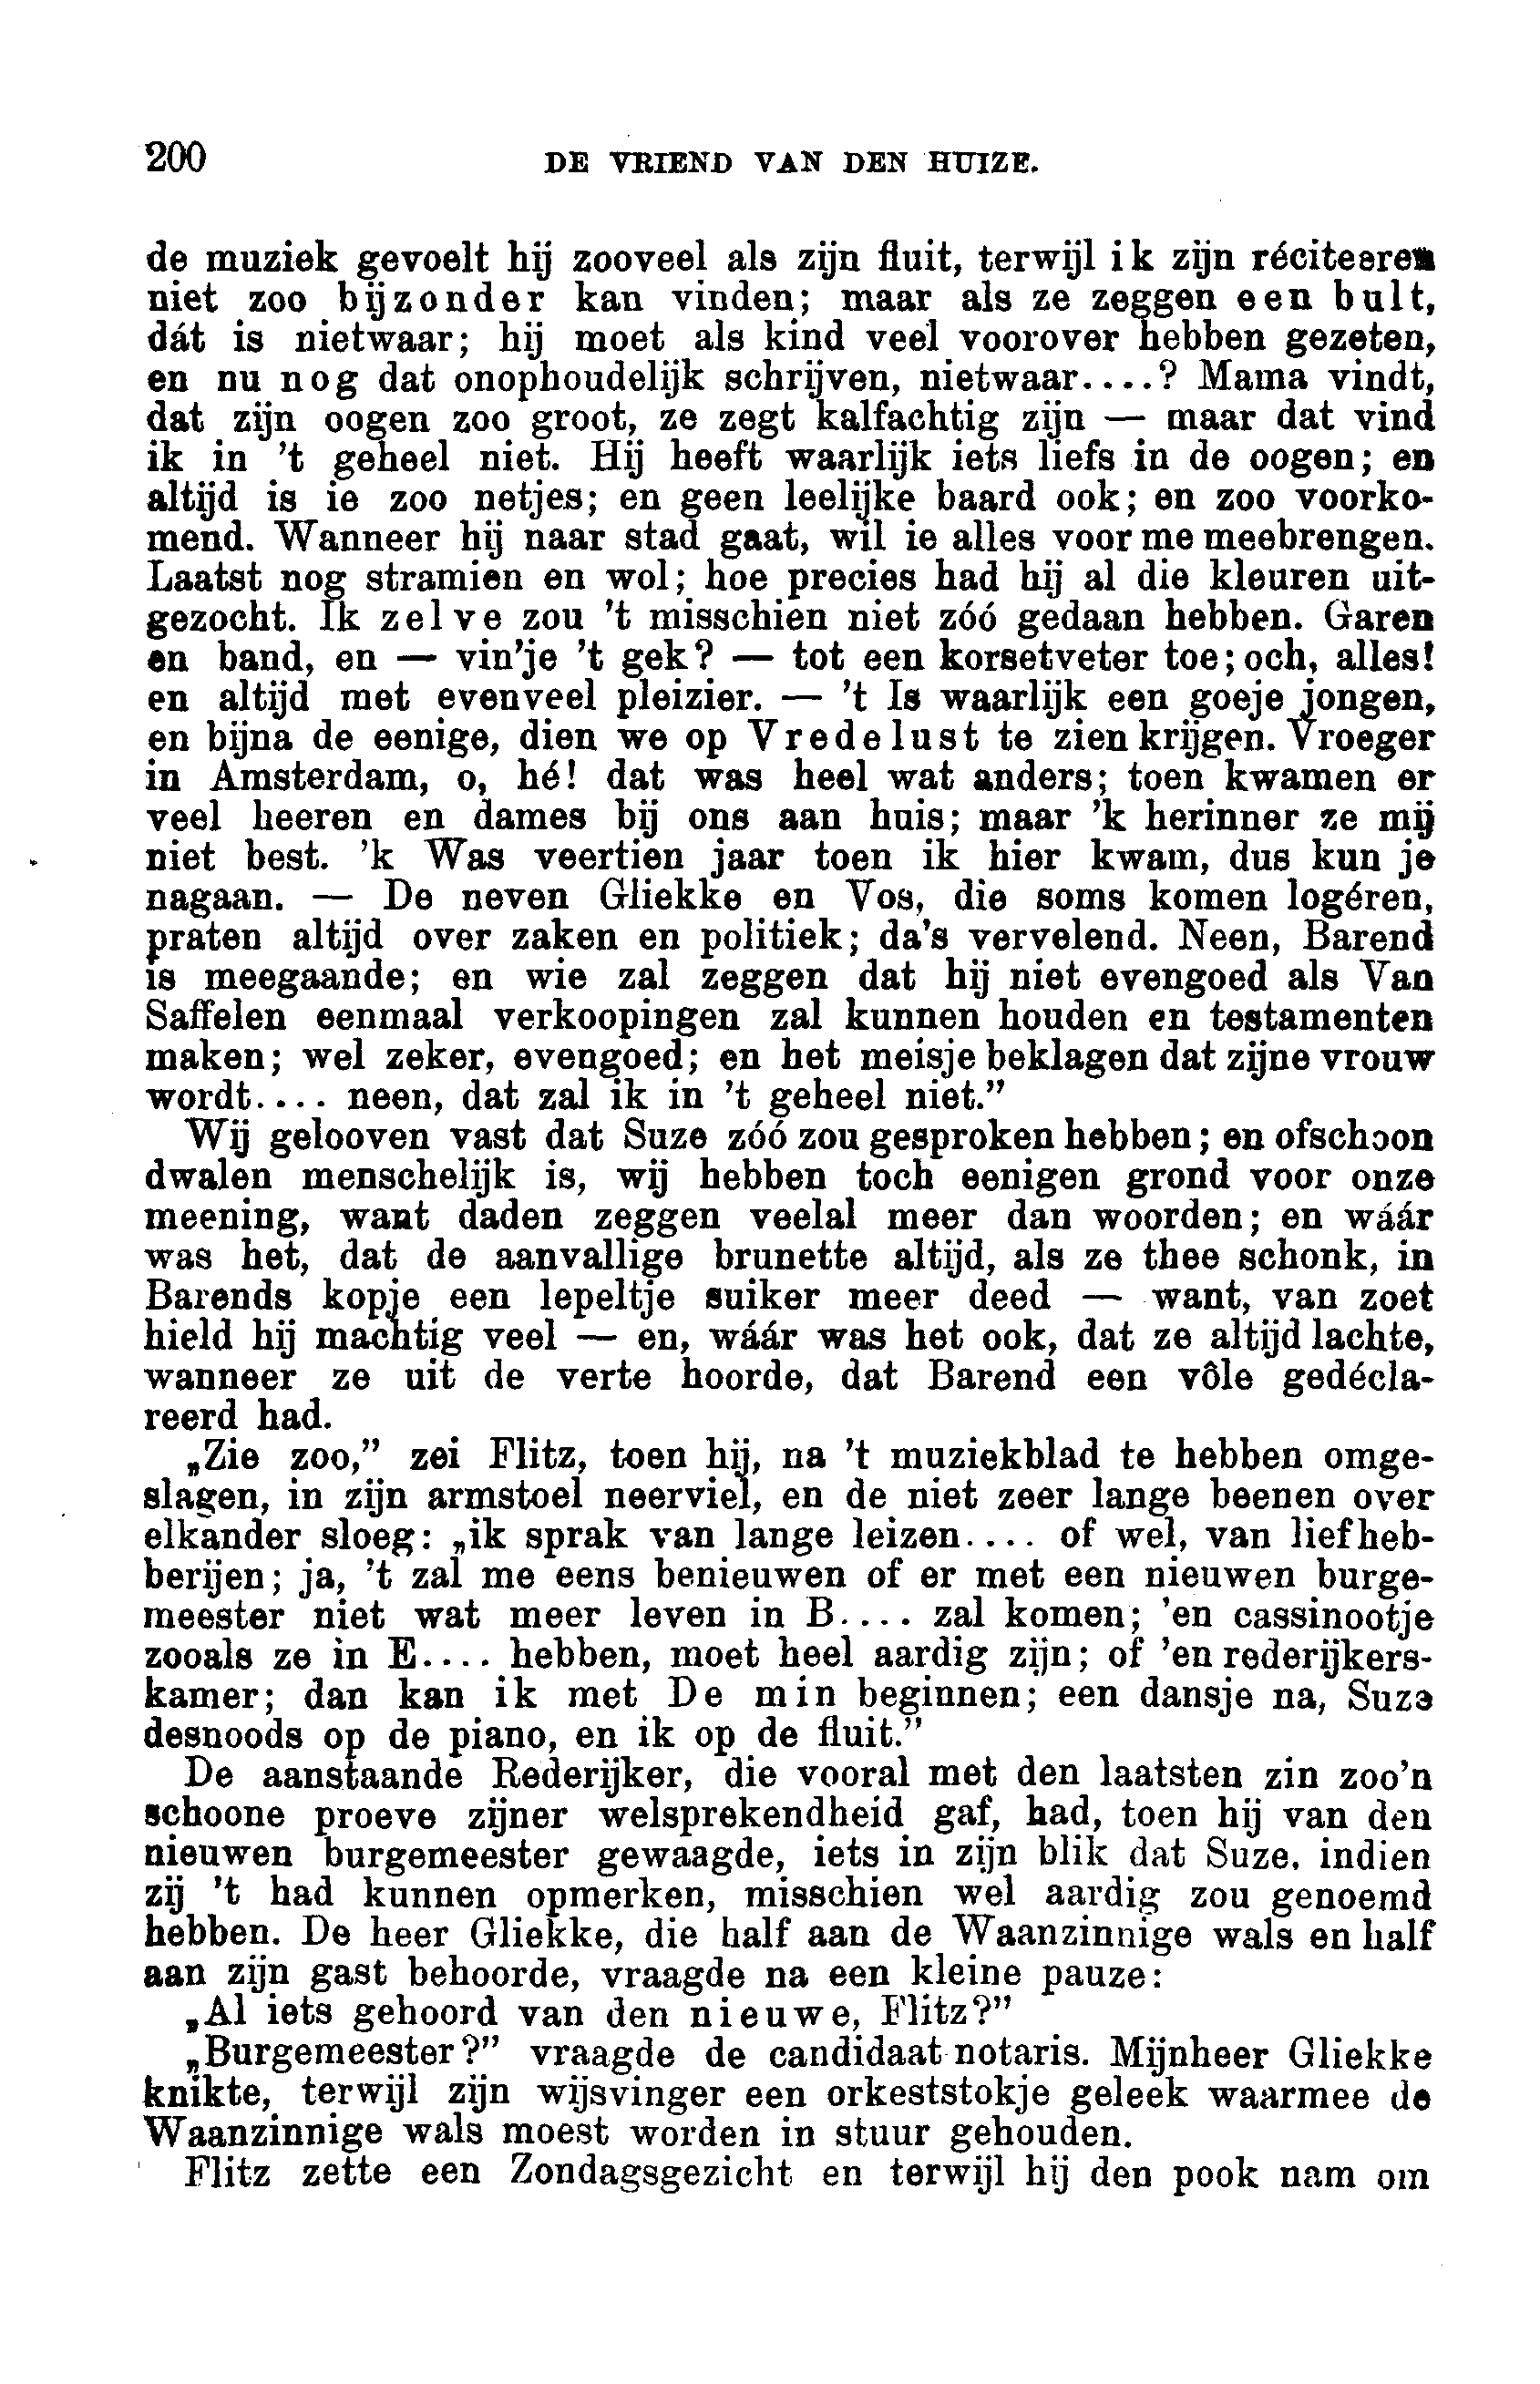 200 DE VRIEND VAN DEN HUIZE.
de muziek gevoelt hij zooveel als zijn fluit, terwijl ik zijn réciteeren
niet zoo bijzonder kan vinden; maar als ze zeggen een bult,
dát is nietwaar; hij moet als kind veel voorover hebben gezeten,
en nu nog dat onophoudelijk schrijven, nietwaar....? Mama vindt,
dat zijn oogen zoo groot, ze zegt kalfachtig zijn — maar dat vind
ik in 't geheel niet. Hij heeft waarlijk iets liefs in de oogen; en
altijd is ie zoo netjes; en geen leelijke baard ook; en zoo voorko-
mend. Wanneer hij naar stad gaat, wil ie alles voor me meebrengen.
Laatst nog stramien en wol; hoe precies had hij al die kleuren uit-
gezocht. Ik zelve zou 't misschien niet zóó gedaan hebben. Garen
en band, en — vin'je 't gek? — tot een korsetveter toe; och, alles!
en altijd met evenveel pleizier. — 't Is waarlijk een goeje jongen,
en bijna de eenige, dien we op Vredelust te zien krijgen. Vroeger
in Amsterdam, o, hé! dat was heel wat anders; toen kwamen er
veel heeren en dames bij ons aan huis; maar 'k herinner ze mij
niet best. 'k Was veertien jaar toen ik hier kwam, dus kun je
nagaan. — De neven Gliekke en Vos, die soms komen logéren,
praten altijd over zaken en politiek; da's vervelend. Neen, Barend
is meegaande; en wie zal zeggen dat hij niet evengoed als Van
Saffelen eenmaal verkoopingen zal kunnen houden en testamenten
maken; wel zeker, evengoed; en het meisje beklagen dat zijne vrouw
wordt.... neen, dat zal ik in 't geheel niet."
Wij gelooven vast dat Suze zóó zou gesproken hebben; en ofschoon
dwalen menschelijk is, wij hebben toch eenigen grond voor onze
meening, want daden zeggen veelal meer dan woorden; en wáár
was het, dat de aanvallige brunette altijd, als ze thee schonk, in
Barends kopje een lepeltje suiker meer deed — want, van zoet
hield hij machtig veel — en, wáár was het ook, dat ze altijd lachte,
wanneer ze uit de verte hoorde, dat Barend een vôle gedécla-
reerd had.
„Zie zoo," zei Flitz, toen hij, na 't muziekblad te hebben omge-
slagen, in zijn armstoel neerviel, en de niet zeer lange beenen over
elkander sloeg: „ik sprak van lange leizen.... of wel, van liefheb-
berijen; ja, 't zal me eens benieuwen of er met een nieuwen burge-
meester niet wat meer leven in B.... zal komen; 'en cassinootje
zooals ze in E.... hebben, moet heel aardig zijn; of 'en rederijkers-
kamer; dan kan ik met De min beginnen; een dansje na, Suze
desnoods op de piano, en ik op de fluit."
De aanstaande Rederijker, die vooral met den laatsten zin zoo'n
schoone proeve zijner welsprekendheid gaf, had, toen hij van den
nieuwen burgemeester gewaagde, iets in zijn blik dat Suze, indien
zij 't had kunnen opmerken, misschien wel aardig zou genoemd
hebben. De heer Gliekke, die half aan de Waanzinnige wals en half
aan zijn gast behoorde, vraagde na een kleine pauze:
„Al iets gehoord van den nieuwe, Flitz?"
„Burgemeester?" vraagde de candidaat notaris. Mijnheer Gliekke
knikte, terwijl zijn wijsvinger een orkeststokje geleek waarmee de
Waanzinnige wals moest worden in stuur gehouden.
Flitz zette een Zondagsgezicht en terwijl hij den pook nam om